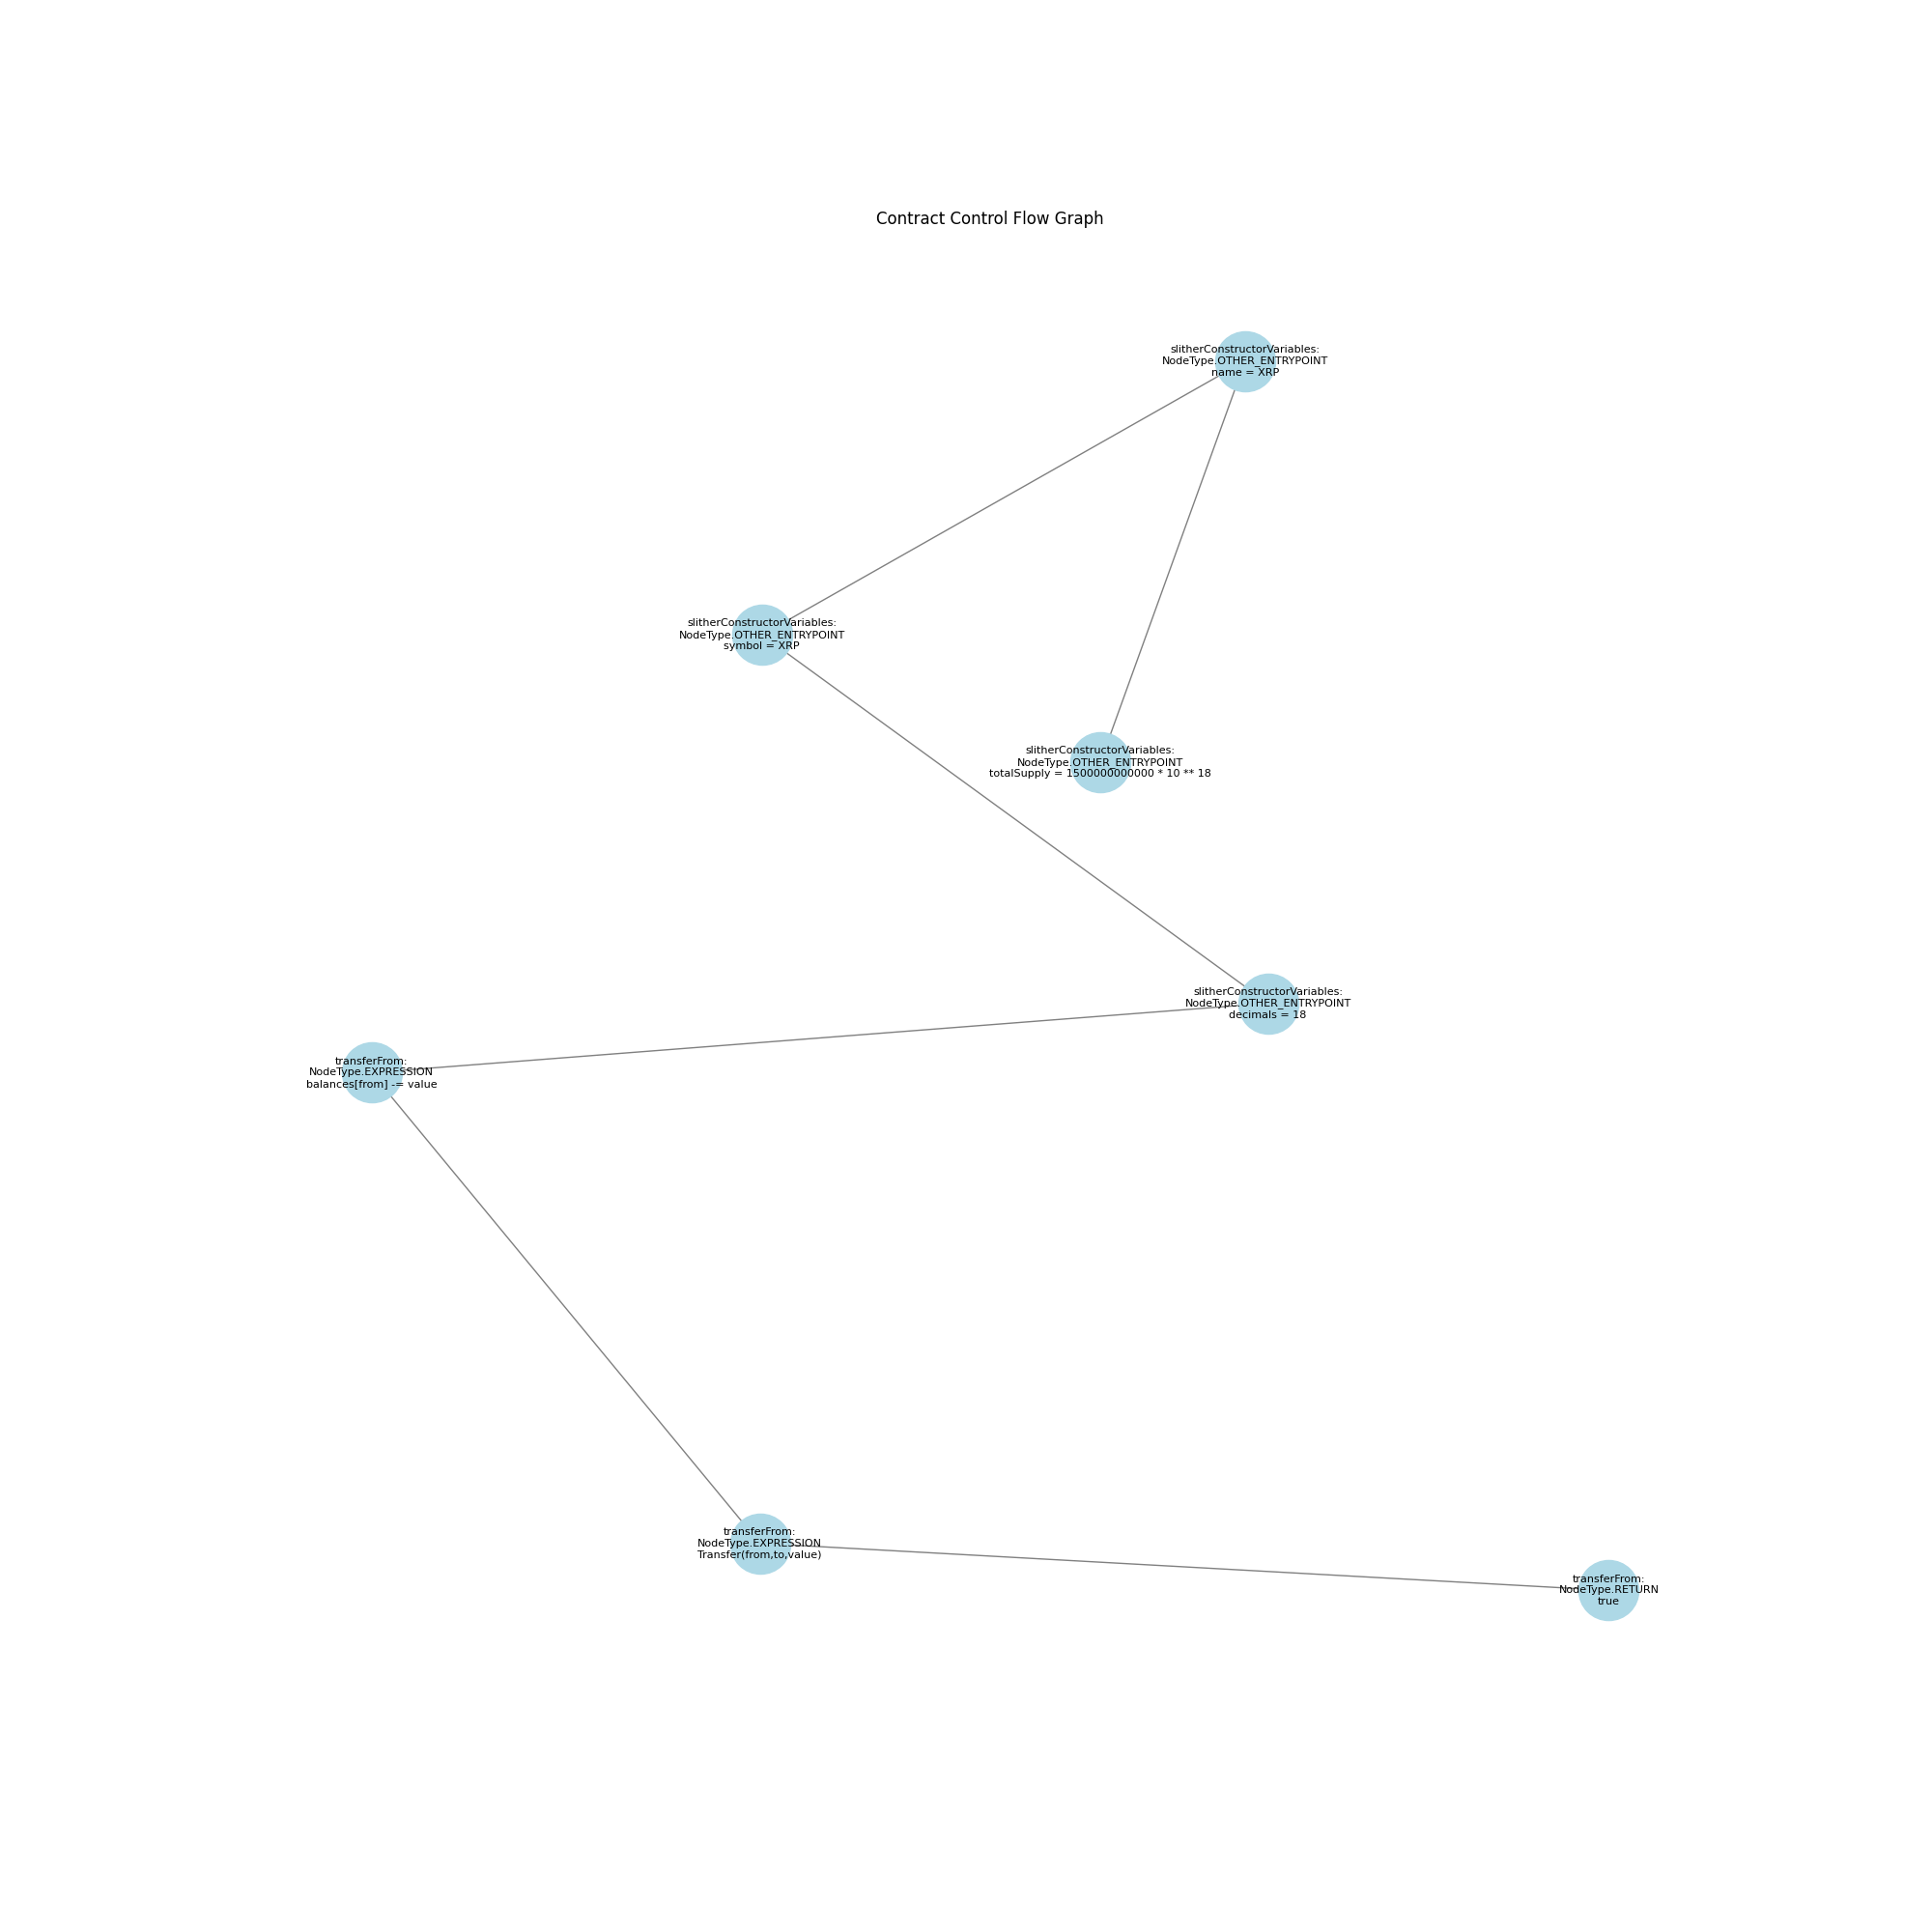 Contract Control Flow Graph
slitherConstructorVariables:
NodeType.OTHER_ENTRYPOINT
name = XRP
slitherConstructorVariables:
NodeType.OTHER_ENTRYPOINT
symbol = XRP
slitherConstructorVariables:
NodeType.OTHER_ENTRYPOINT
totalSupply = 1500000000000 * 10 ** 18
slitherConstructorVariables:
NodeType.OTHER_ENTRYPOINT
decimals = 18
transferFrom:
NodeType.EXPRESSION
balances[from] -= value
transferFrom:
NodeType.EXPRESSION
Transfer(from,to,value)
transferFrom:
NodeType.RETURN
true